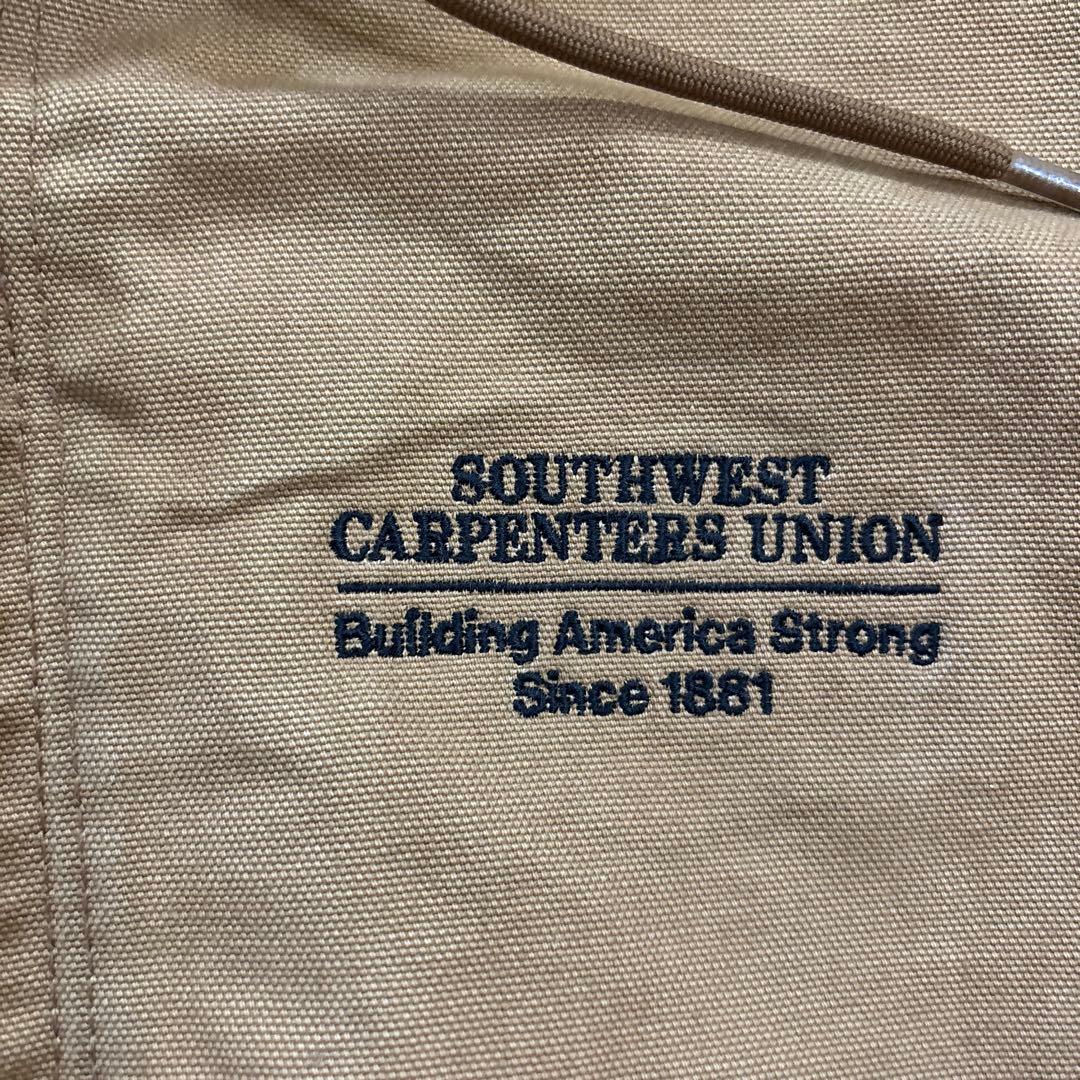 SOUTHWEST
CARPENTERS UNION
Building America Strong
Since 1881